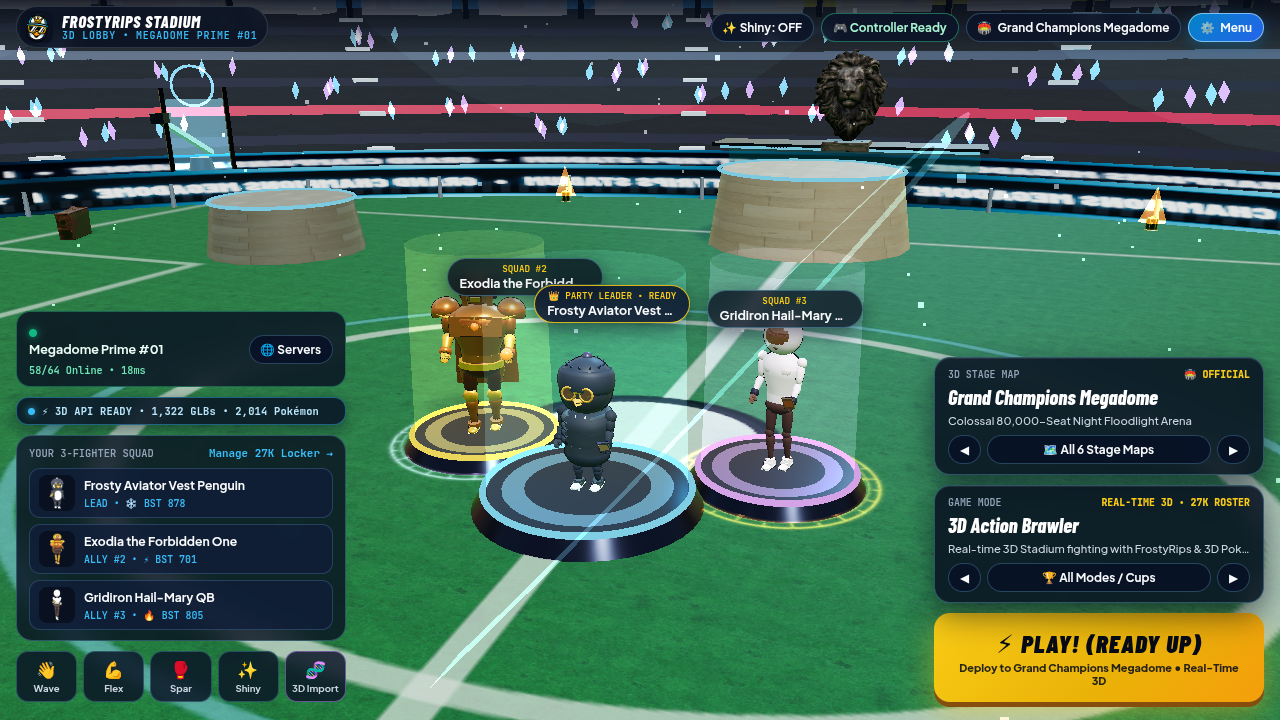 FROSTYRIPS STADIUM
3D LOBBY • MEGADOME PRIME #01
✨ Shiny: OFF
🎮 Controller Ready
🏟️ Grand Champions Megadome
⚙️ Menu
SQUAD #2
Exodia the Forbidd
👑 PARTY LEADER • READY
Frosty Aviator Vest ...
SQUAD #3
Gridiron Hail-Mary ...
Megadome Prime #01
58/64 Online • 18ms
🌐 Servers
⚡ 3D API READY • 1,322 GLBs • 2,014 Pokémon
YOUR 3-FIGHTER SQUAD
Manage 27K Locker →
Frosty Aviator Vest Penguin
LEAD • ❄️ BST 878
Exodia the Forbidden One
ALLY #2 • ⚡ BST 701
Gridiron Hail-Mary QB
ALLY #3 • 🔥 BST 805
Wave
Flex
Spar
Shiny
3D Import
3D STAGE MAP
🏟️ OFFICIAL
Grand Champions Megadome
Colossal 80,000-Seat Night Floodlight Arena
◀ 🗺️ All 6 Stage Maps ▶
GAME MODE
REAL-TIME 3D • 27K ROSTER
3D Action Brawler
Real-time 3D Stadium fighting with FrostyRips & 3D Pok...
◀ 🏆 All Modes / Cups ▶
⚡ PLAY! (READY UP)
Deploy to Grand Champions Megadome • Real-Time
3D